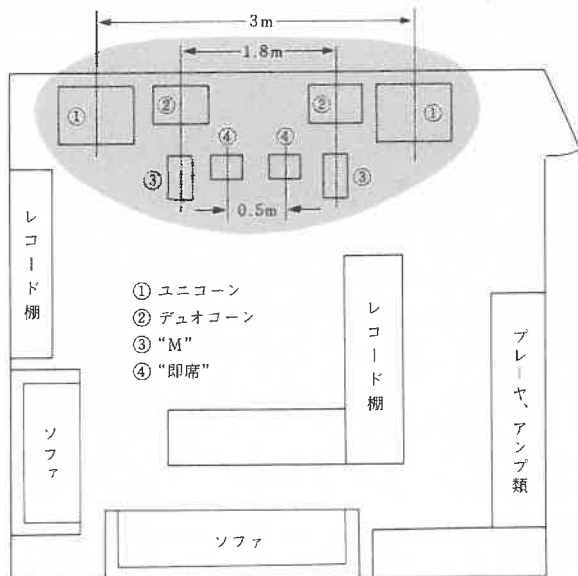 3m
1.8m
① ② ② ①
④ ④
③ ③
0.5m
レコード棚
① ユニコーン
② デュオコーン
③ “M”
④ “即席”
レコード棚
プレーヤ、アンプ類
ソファ
ソファ